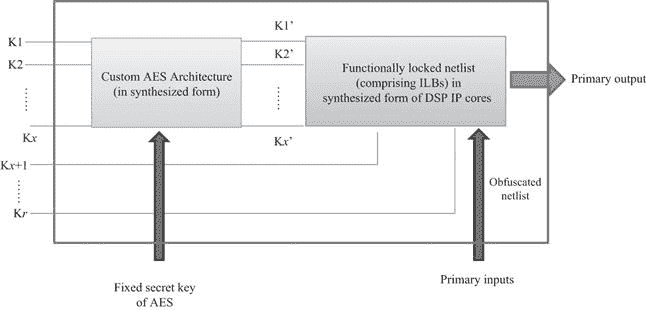 K1
K2
Kx
Kx+1
Kr
K1’
K2’
Kx’
Custom AES Architecture
(in synthesized form)
Functionally locked netlist
(comprising ILBs) in
synthesized form of DSP IP cores
Primary output
Obfuscated
netlist
Fixed secret key
of AES
Primary inputs